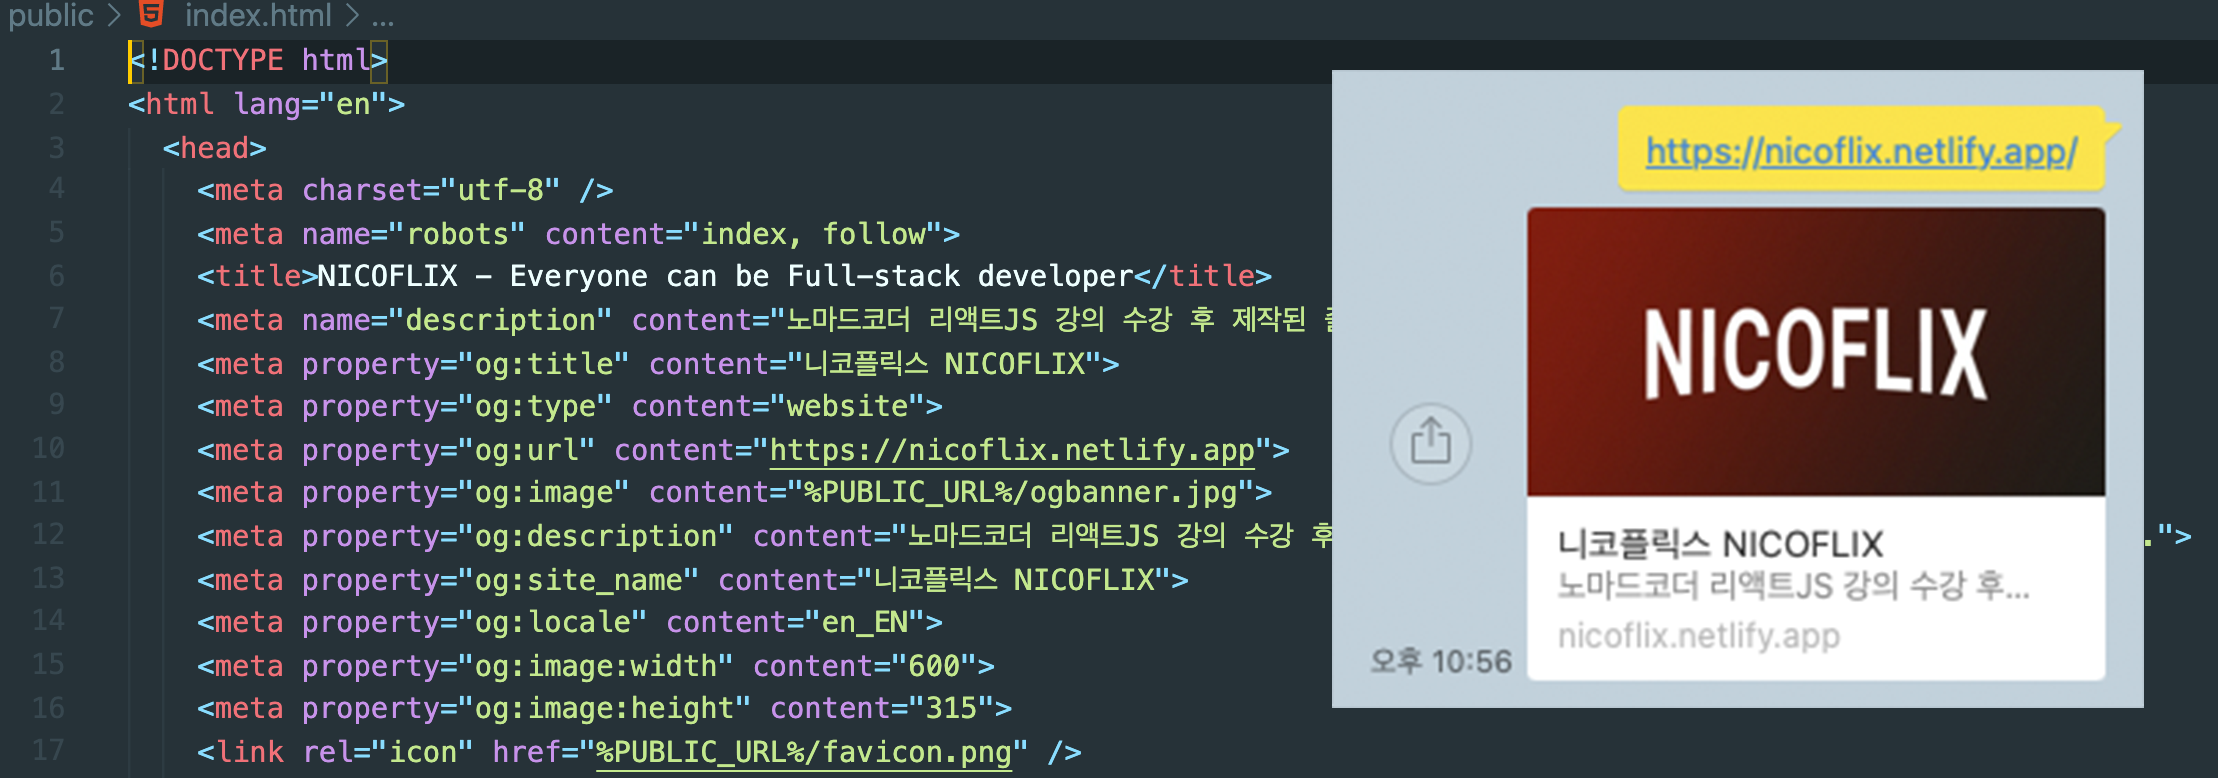 public > index.html > ...
1 <!DOCTYPE html>
2 <html lang="en">
3 <head>
4 <meta charset="utf-8" />
5 <meta name="robots" content="index, follow">
6 <title>NICOFLIX - Everyone can be Full-stack developer</title>
7 <meta name="description" content="노마드코더 리액트JS 강의 수강 후 제작된
8 <meta property="og:title" content="니코플릭스 NICOFLIX">
9 <meta property="og:type" content="website">
10 <meta property="og:url" content="https://nicoflix.netlify.app">
11 <meta property="og:image" content="%PUBLIC_URL%/ogbanner.jpg">
12 <meta property="og:description" content="노마드코더 리액트JS 강의 수강 후 .">
13 <meta property="og:site_name" content="니코플릭스 NICOFLIX">
14 <meta property="og:locale" content="en_EN">
15 <meta property="og:image:width" content="600">
16 <meta property="og:image:height" content="315">
17 <link rel="icon" href="%PUBLIC_URL%/favicon.png" />
https://nicoflix.netlify.app/
NICOFLIX
니코플릭스 NICOFLIX
노마드코더 리액트JS 강의 수강 후...
nicoflix.netlify.app
오후 10:56